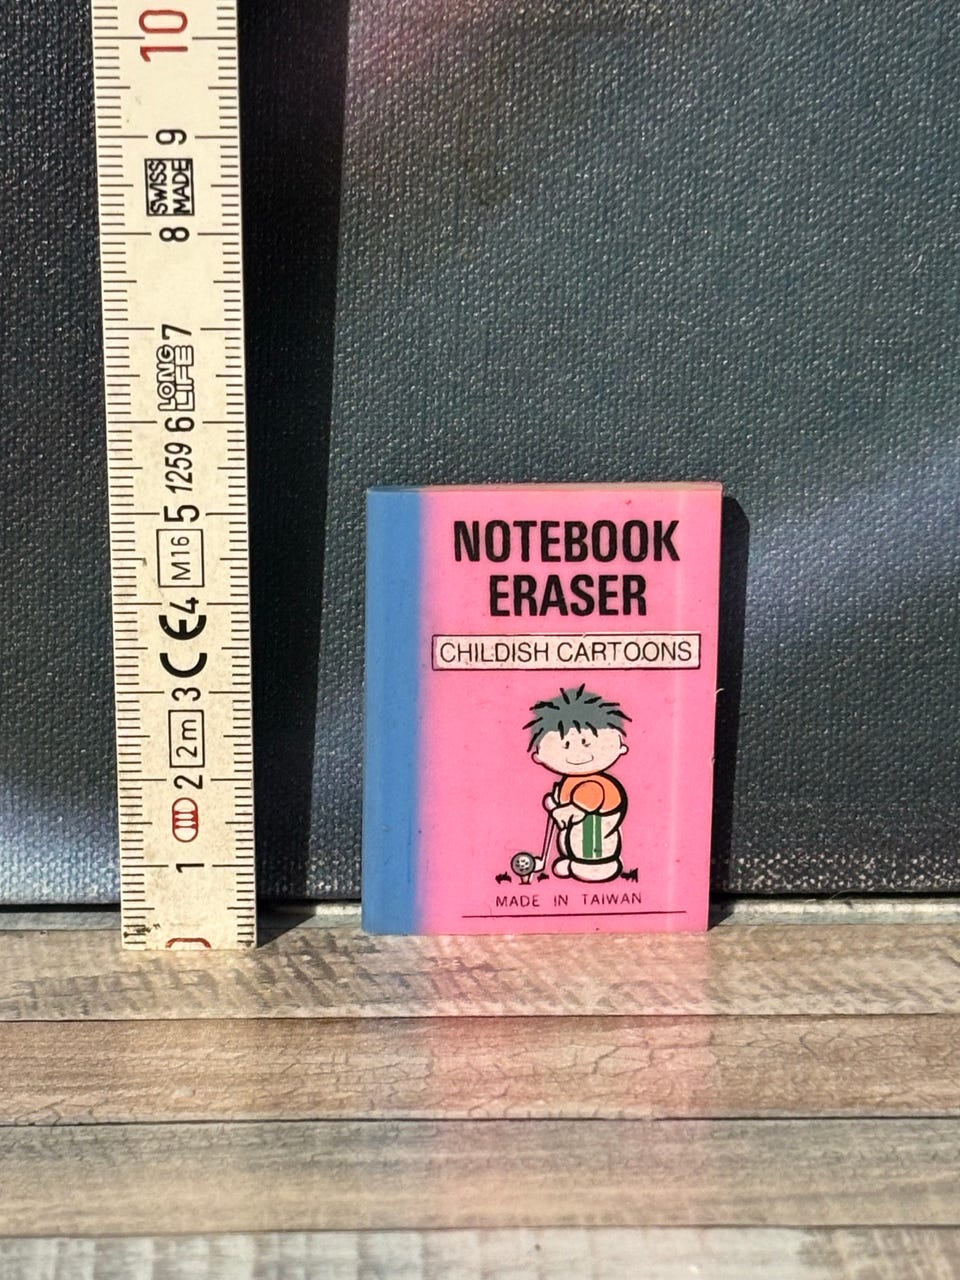 10
9
SWISS
MADE
8
7
LONG
LIFE
6
1259
5
M16
4
CE
3
2m
2
1
0
NOTEBOOK
ERASER
CHILDISH CARTOONS
MADE IN TAIWAN